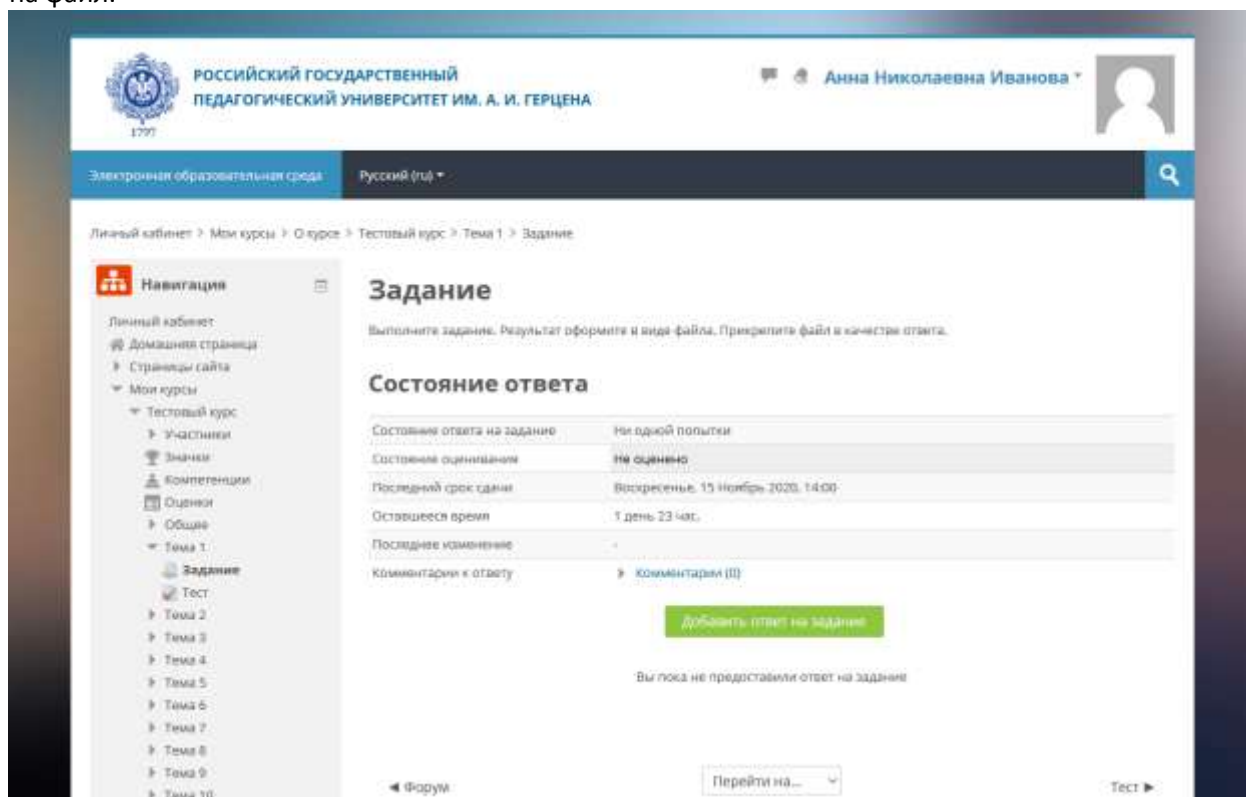 на файл.
РОССИЙСКИЙ ГОСУДАРСТВЕННЫЙ
ПЕДАГОГИЧЕСКИЙ УНИВЕРСИТЕТ ИМ. А. И. ГЕРЦЕНА
1797
Анна Николаевна Иванова
Электронная образовательная среда
Русский (ru)
Личный кабинет > Мои курсы > О курсе > Тестовый курс > Тема 1 > Задание
Навигация
Личный кабинет
Домашняя страница
Страницы сайта
Мои курсы
Тестовый курс
Участники
Значки
Компетенции
Оценки
Общее
Тема 1
Задание
Тест
Тема 2
Тема 3
Тема 4
Тема 5
Тема 6
Тема 7
Тема 8
Тема 9
Тема 10
Задание
Выполните задание. Результат оформите в виде файла. Прикрепите файл в качестве ответа.
Состояние ответа
Состояние ответа на задание Ни одной попытки
Состояние оценивания Не оценено
Последний срок сдачи Воскресенье, 15 Ноябрь 2020, 14:00
Оставшееся время 1 день 23 час.
Последнее изменение -
Комментарии к ответу Комментарии (0)
Добавить ответ на задание
Вы пока не предоставили ответ на задание
◄ Форум
Перейти на...
Тест ►